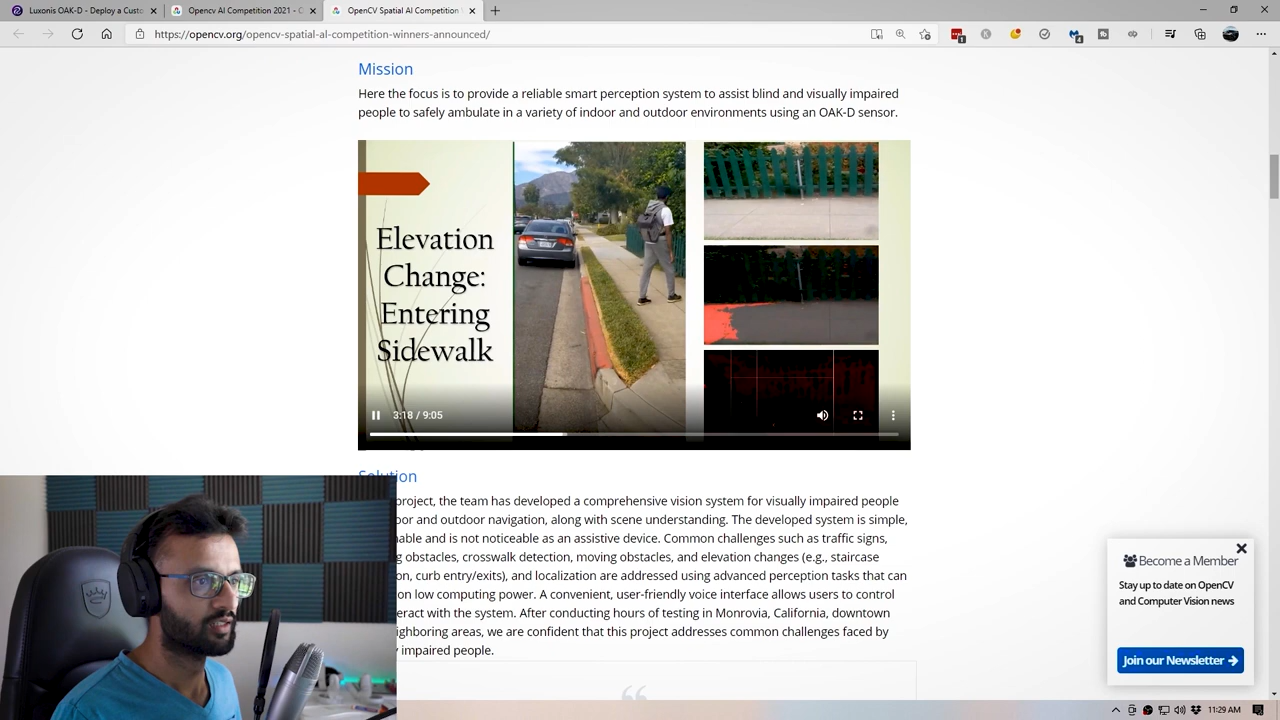 Luxonis OAK-D - Deploy a Custo
Opencv AI Competition 2021 - C
OpenCV Spatial AI Competition
https://opencv.org/opencv-spatial-ai-competition-winners-announced/
Mission
Here the focus is to provide a reliable smart perception system to assist blind and visually impaired
people to safely ambulate in a variety of indoor and outdoor environments using an OAK-D sensor.
Elevation
Change:
Entering
Sidewalk
3:18 / 9:05
Solution
project, the team has developed a comprehensive vision system for visually impaired people
oor and outdoor navigation, along with scene understanding. The developed system is simple,
able and is not noticeable as an assistive device. Common challenges such as traffic signs,
g obstacles, crosswalk detection, moving obstacles, and elevation changes (e.g., staircase
on, curb entry/exits), and localization are addressed using advanced perception tasks that can
on low computing power. A convenient, user-friendly voice interface allows users to control
eract with the system. After conducting hours of testing in Monrovia, California, downtown
ighboring areas, we are confident that this project addresses common challenges faced by
y impaired people.
“
Become a Member
Stay up to date on OpenCV
and Computer Vision news
Join our Newsletter
11:29 AM